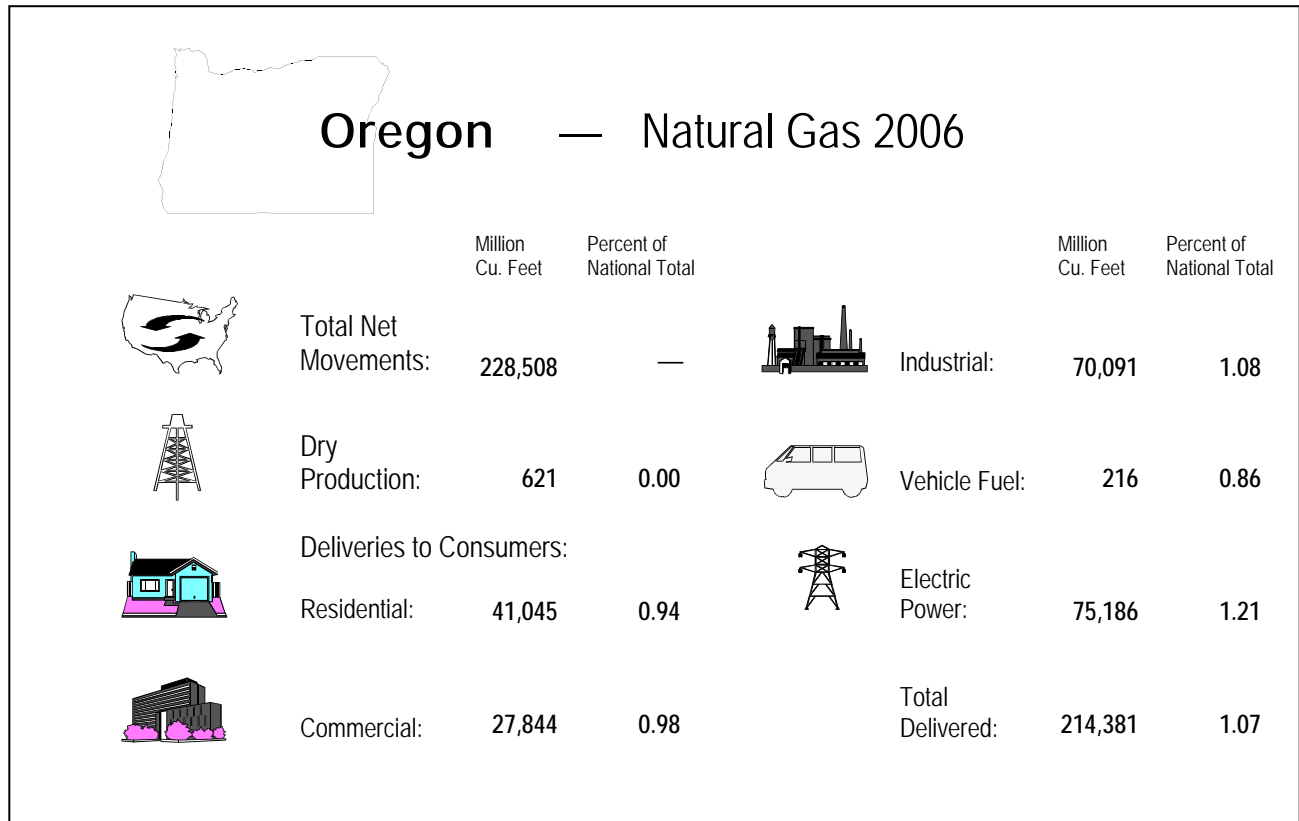 Oregon — Natural Gas 2006
Million
Cu. Feet
Percent of
National Total
Total Net
Movements: 228,508 —
Dry
Production: 621 0.00
Deliveries to Consumers:
Residential: 41,045 0.94
Commercial: 27,844 0.98
Million
Cu. Feet
Percent of
National Total
Industrial: 70,091 1.08
Vehicle Fuel: 216 0.86
Electric
Power: 75,186 1.21
Total
Delivered: 214,381 1.07